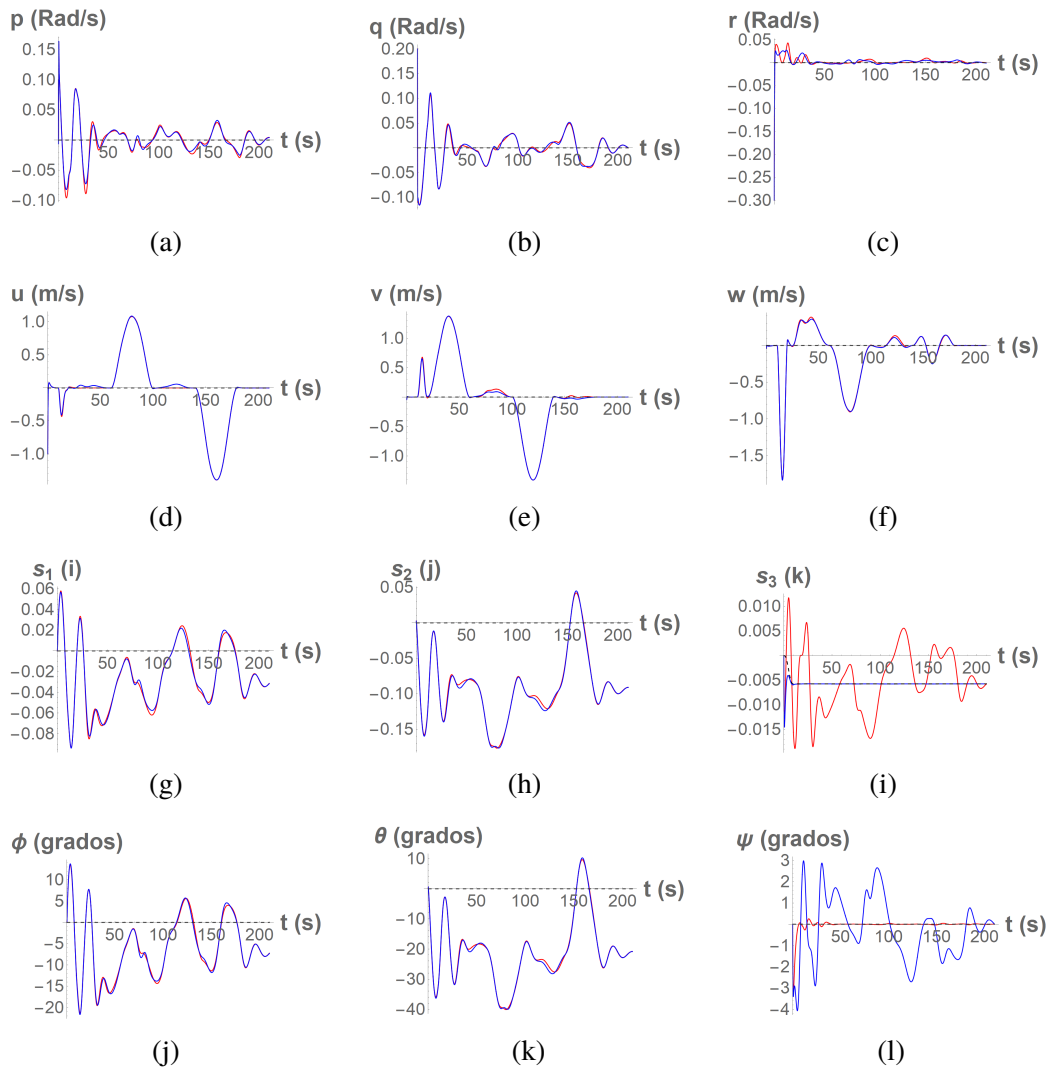 p (Rad/s)
0.15
0.10
0.05
−0.05
−0.10
50 100 150 200
t (s)
(a)
q (Rad/s)
0.20
0.15
0.10
0.05
−0.05
−0.10
50 100 150 200
t (s)
(b)
r (Rad/s)
0.05
−0.05
−0.10
−0.15
−0.20
−0.25
−0.30
50 100 150 200
t (s)
(c)
u (m/s)
1.0
0.5
−0.5
−1.0
50 100 150 200
t (s)
(d)
v (m/s)
1.0
0.5
−0.5
−1.0
50 100 150 200
t (s)
(e)
w (m/s)
−0.5
−1.0
−1.5
50 100 150 200
t (s)
(f)
s1 (i)
0.06
0.04
0.02
−0.02
−0.04
−0.06
−0.08
50 100 150 200
t (s)
(g)
s2 (j)
0.05
−0.05
−0.10
−0.15
50 100 150 200
t (s)
(h)
s3 (k)
0.010
0.005
−0.005
−0.010
−0.015
50 100 150 200
t (s)
(i)
ϕ (grados)
10
5
−5
−10
−15
−20
50 100 150 200
t (s)
(j)
θ (grados)
10
−10
−20
−30
−40
50 100 150 200
t (s)
(k)
ψ (grados)
3
2
1
−1
−2
−3
−4
50 100 150 200
t (s)
(l)